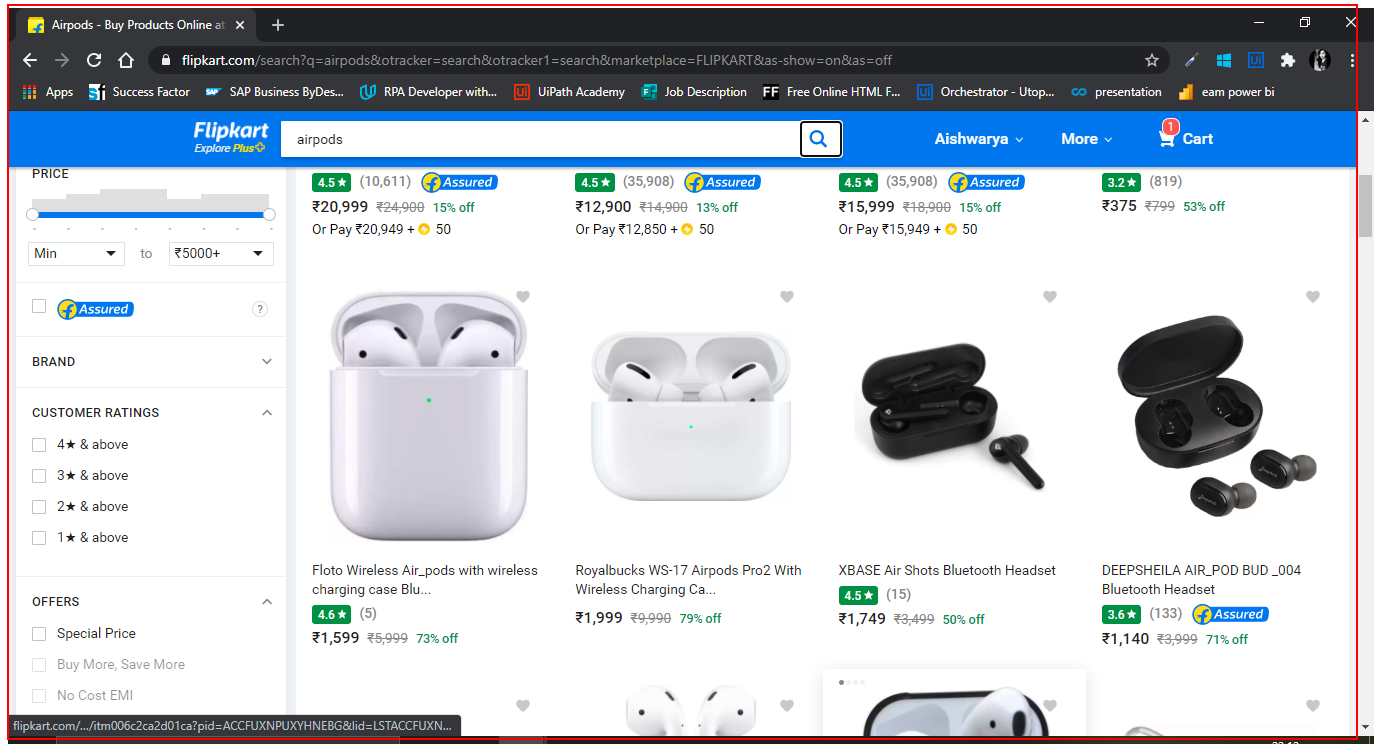 Airpods - Buy Products Online at
flipkart.com/search?q=airpods&otracker=search&otracker1=search&marketplace=FLIPKART&as-show=on&as=off
Apps Success Factor SAP Business ByDes... RPA Developer with... UiPath Academy Job Description Free Online HTML F... Orchestrator - Utop... presentation eam power bi
Flipkart
Explore Plus
airpods
Aishwarya
More
1
Cart
PRICE
Min to ₹5000+
Assured
?
BRAND
CUSTOMER RATINGS
4★ & above
3★ & above
2★ & above
1★ & above
OFFERS
Special Price
Buy More, Save More
No Cost EMI
4.5★ (10,611) Assured
₹20,999 ₹24,900 15% off
Or Pay ₹20,949 + 50
4.5★ (35,908) Assured
₹12,900 ₹14,900 13% off
Or Pay ₹12,850 + 50
4.5★ (35,908) Assured
₹15,999 ₹18,900 15% off
Or Pay ₹15,949 + 50
3.2★ (819)
₹375 ₹799 53% off
Floto Wireless Air_pods with wireless
charging case Blu...
4.6★ (5)
₹1,599 ₹5,999 73% off
Royalbucks WS-17 Airpods Pro2 With
Wireless Charging Ca...
₹1,999 ₹9,990 79% off
XBASE Air Shots Bluetooth Headset
4.5★ (15)
₹1,749 ₹3,499 50% off
DEEPSHEILA AIR_POD BUD _004
Bluetooth Headset
3.6★ (133) Assured
₹1,140 ₹3,999 71% off
flipkart.com/.../itm006c2ca2d01ca?pid=ACCFUXNPUXYHNEBG&lid=LSTACCFUXN...